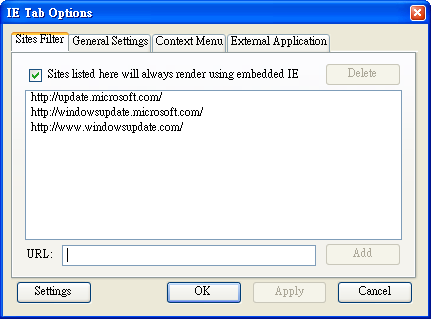 IE Tab Options
Sites Filter General Settings Context Menu External Application
Sites listed here will always render using embedded IE Delete
http://update.microsoft.com/
http://windowsupdate.microsoft.com/
http://www.windowsupdate.com/
URL: Add
Settings OK Apply Cancel